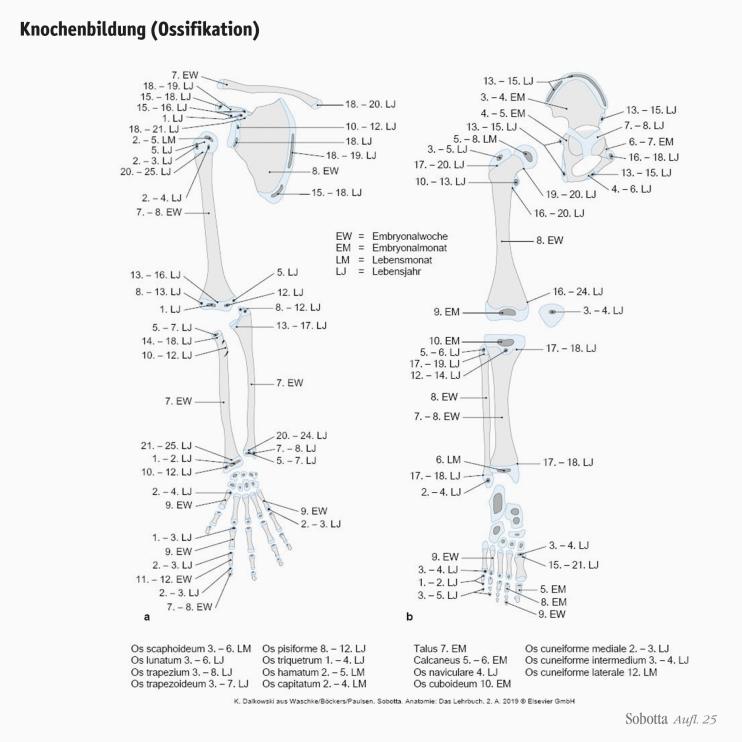 Knochenbildung (Ossifikation)
7. EW
18. – 19. LJ
15. – 18. LJ
15. – 16. LJ
1. LJ
18. – 21. LJ
2. – 5. LM
5. LJ
2. – 3. LJ
20. – 25. LJ
2. – 4. LJ
7. – 8. EW
18. – 20. LJ
10. – 12. LJ
18. LJ
18. – 19. LJ
8. EW
15. – 18. LJ
EW = Embryonalwoche
EM = Embryonalmonat
LM = Lebensmonat
LJ = Lebensjahr
13. – 16. LJ
8. – 13. LJ
1. LJ
5. LJ
12. LJ
8. – 12. LJ
13. – 17. LJ
5. – 7. LJ
14. – 18. LJ
10. – 12. LJ
7. EW
7. EW
21. – 25. LJ
1. – 2. LJ
10. – 12. LJ
20. – 24. LJ
7. – 8. LJ
5. – 7. LJ
2. – 4. LJ
9. EW
9. EW
2. – 3. LJ
1. – 3. LJ
9. EW
2. – 3. LJ
11. – 12. EW
2. – 3. LJ
7. – 8. EW
a
13. – 15. LJ
3. – 4. EM
4. – 5. EM
13. – 15. LJ
5. – 8. LM
3. – 5. LJ
17. – 20. LJ
10. – 13. LJ
13. – 15. LJ
7. – 8. LJ
6. – 7. EM
16. – 18. LJ
13. – 15. LJ
4. – 6. LJ
19. – 20. LJ
16. – 20. LJ
8. EW
16. – 24. LJ
9. EM
3. – 4. LJ
10. EM
5. – 6. LJ
17. – 19. LJ
12. – 14. LJ
17. – 18. LJ
8. EW
7. – 8. EW
6. LM
17. – 18. LJ
17. – 18. LJ
2. – 4. LJ
9. EW
3. – 4. LJ
1. – 2. LJ
3. – 5. LJ
3. – 4. LJ
15. – 21. LJ
5. EM
8. EM
9. EW
b
Os scaphoideum 3. – 6. LM
Os lunatum 3. – 6. LJ
Os trapezium 3. – 8. LJ
Os trapezoideum 3. – 7. LJ
Os pisiforme 8. – 12. LJ
Os triquetrum 1. – 4. LJ
Os hamatum 2. – 5. LM
Os capitatum 2. – 4. LM
Talus 7. EM
Calcaneus 5. – 6. EM
Os naviculare 4. LJ
Os cuboideum 10. EM
Os cuneiforme mediale 2. – 3. LJ
Os cuneiforme intermedium 3. – 4. LJ
Os cuneiforme laterale 12. LM
K. Dalkowski aus Waschke/Böckers/Paulsen, Sobotta, Anatomie: Das Lehrbuch, 2. A. 2019 © Elsevier GmbH
Sobotta Aufl. 25